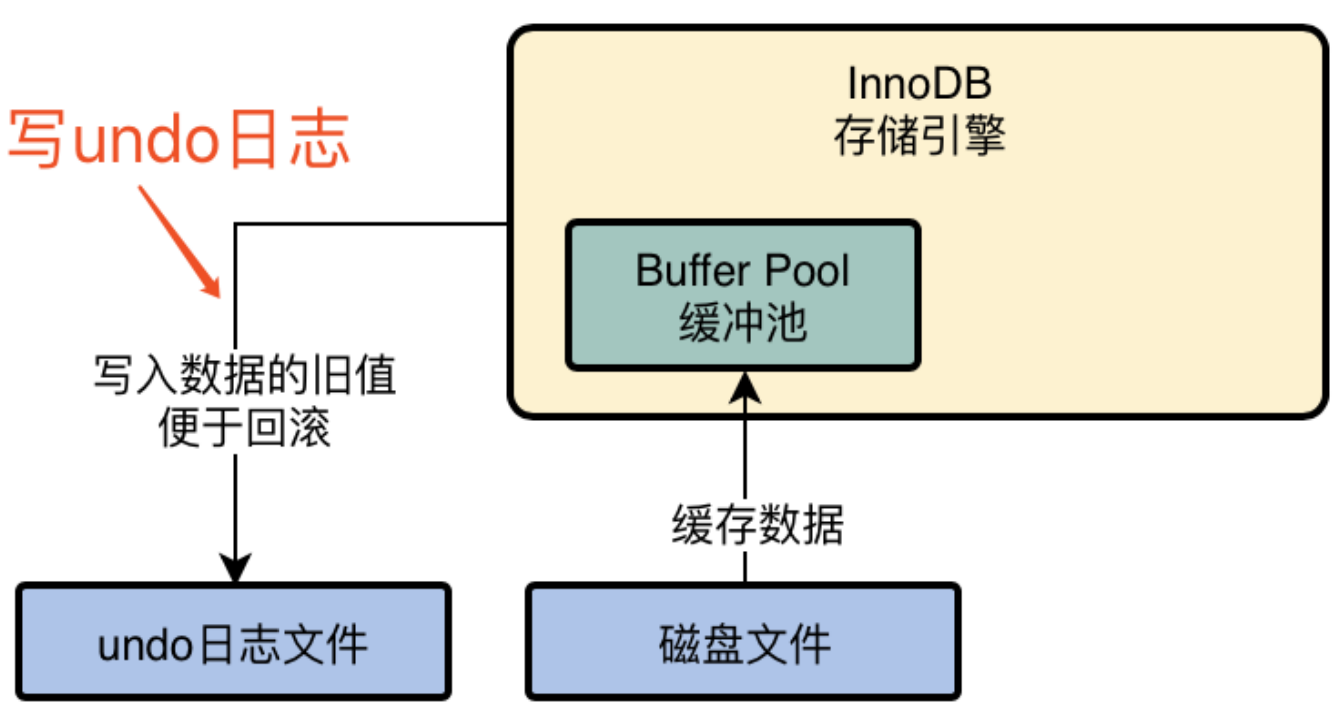 InnoDB
存储引擎
写undo日志
Buffer Pool
缓冲池
写入数据的旧值
便于回滚
缓存数据
undo日志文件
磁盘文件